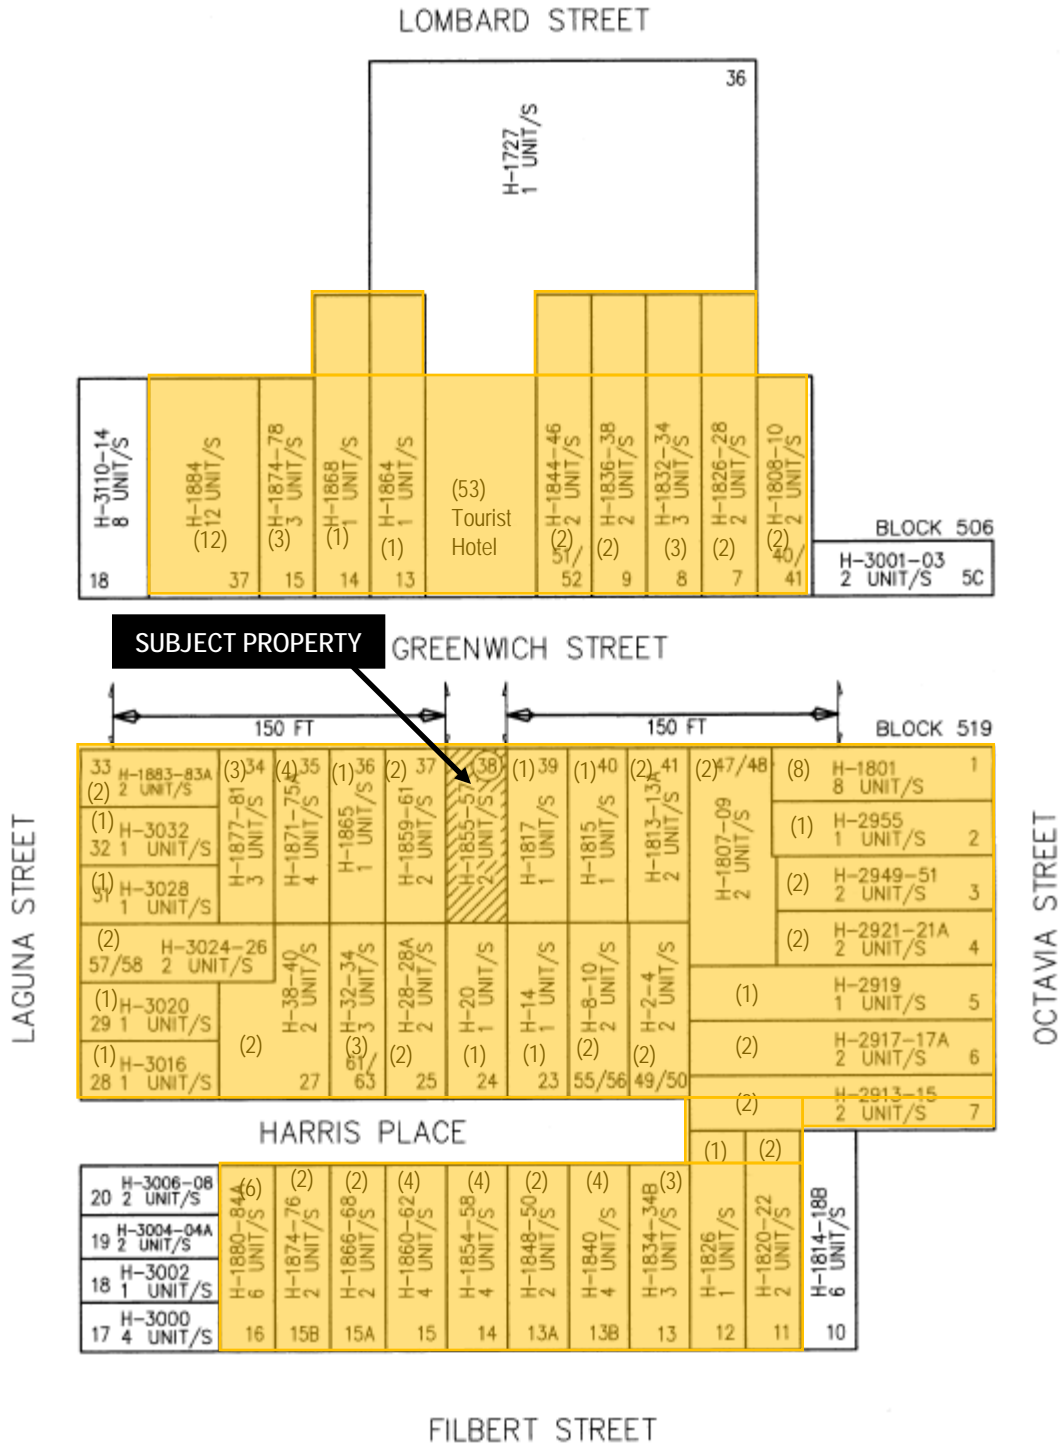 LOMBARD STREET
36
H-1727
1 UNIT/S
H-3110-14
8 UNIT/S
18
H-1884
12 UNIT/S
(12)
37
H-1874-78
3 UNIT/S
(3)
15
H-1868
1 UNIT/S
(1)
14
H-1864
1 UNIT/S
(1)
13
(53)
Tourist
Hotel
H-1844-46
2 UNIT/S
(2)
51/
52
H-1836-38
2 UNIT/S
(2)
9
H-1832-34
3 UNIT/S
(3)
8
H-1826-28
2 UNIT/S
(2)
7
H-1808-10
2 UNIT/S
(2)
40/
41
BLOCK 506
H-3001-03
2 UNIT/S 5C
SUBJECT PROPERTY
GREENWICH STREET
150 FT
150 FT
BLOCK 519
LAGUNA STREET
OCTAVIA STREET
33
H-1883-83A
(2) 2 UNIT/S
(1)
H-3032
32 1 UNIT/S
(1)
31 H-3028
1 UNIT/S
(2)
H-3024-26
57/58 2 UNIT/S
(1) H-3020
29 1 UNIT/S
(1) H-3016
28 1 UNIT/S
(3) 34
H-1877-81
3 UNIT/S
(4) 35
H-1871-75A
4 UNIT/S
(1) 36
H-1865
1 UNIT/S
(2) 37
H-1859-61
2 UNIT/S
38
H-1855-57
2 UNIT/S
(1) 39
H-1817
1 UNIT/S
(1) 40
H-1815
1 UNIT/S
(2) 41
H-1813-13A
2 UNIT/S
(2) 47/48
H-1807-09
2 UNIT/S
(8) H-1801 1
8 UNIT/S
(1) H-2955
1 UNIT/S 2
(2) H-2949-51
2 UNIT/S 3
(2) H-2921-21A
2 UNIT/S 4
(1) H-2919
1 UNIT/S 5
(2) H-2917-17A
2 UNIT/S 6
(2) H-2913-15
2 UNIT/S 7
H-38-40
2 UNIT/S
(2)
27
H-32-34
3 UNIT/S
(3)
61/
63
H-28-28A
2 UNIT/S
(2)
25
H-20
1 UNIT/S
(1)
24
H-14
1 UNIT/S
(1)
23
H-8-10
2 UNIT/S
(2)
55/56
H-2-4
2 UNIT/S
(2)
49/50
HARRIS PLACE
H-3006-08
20 2 UNIT/S
H-3004-04A
19 2 UNIT/S
H-3002
18 1 UNIT/S
H-3000
17 4 UNIT/S
(6)
H-1880-84A
6 UNIT/S
16
(2)
H-1874-76
2 UNIT/S
15B
(2)
H-1866-68
2 UNIT/S
15A
(4)
H-1860-62
4 UNIT/S
15
(4)
H-1854-58
4 UNIT/S
14
(2)
H-1848-50
2 UNIT/S
13A
(4)
H-1840
4 UNIT/S
13B
(3)
H-1834-34B
3 UNIT/S
13
(1)
H-1826
1 UNIT/S
12
(2)
H-1820-22
2 UNIT/S
11
H-1814-18B
6 UNIT/S
10
FILBERT STREET